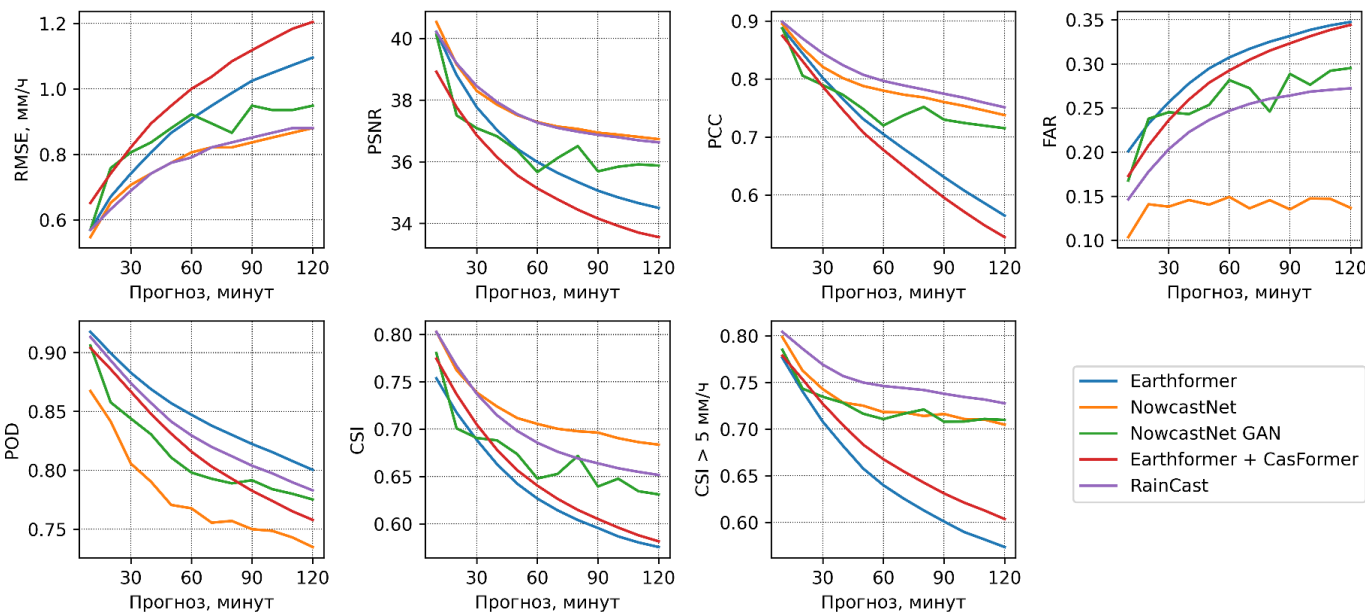 RMSE, мм/ч
1.2
1.0
0.8
0.6
30 60 90 120
Прогноз, минут
PSNR
40
38
36
34
30 60 90 120
Прогноз, минут
PCC
0.9
0.8
0.7
0.6
30 60 90 120
Прогноз, минут
FAR
0.35
0.30
0.25
0.20
0.15
0.10
30 60 90 120
Прогноз, минут
POD
0.90
0.85
0.80
0.75
30 60 90 120
Прогноз, минут
CSI
0.80
0.75
0.70
0.65
0.60
30 60 90 120
Прогноз, минут
CSI > 5 мм/ч
0.80
0.75
0.70
0.65
0.60
30 60 90 120
Прогноз, минут
Earthformer
NowcastNet
NowcastNet GAN
Earthformer + CasFormer
RainCast